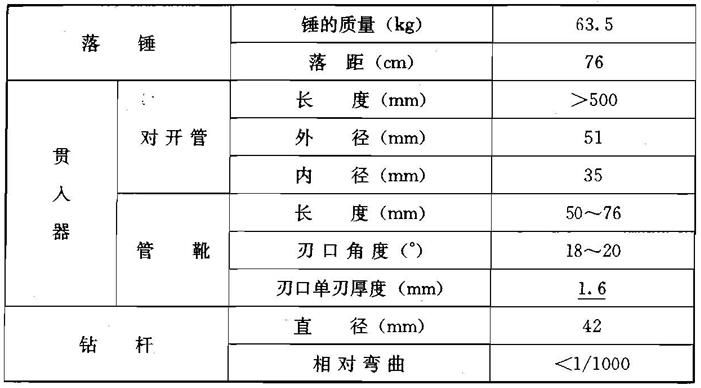 落 锤 锤的质量（kg） 63.5
落 距（cm） 76
贯入器 对开管 长 度（mm） >500
外 径（mm） 51
内 径（mm） 35
管 靴 长 度（mm） 50～76
刃口角度（°） 18～20
刃口单刃厚度（mm） 1.6
钻 杆 直 径（mm） 42
相对弯曲 <1/1000